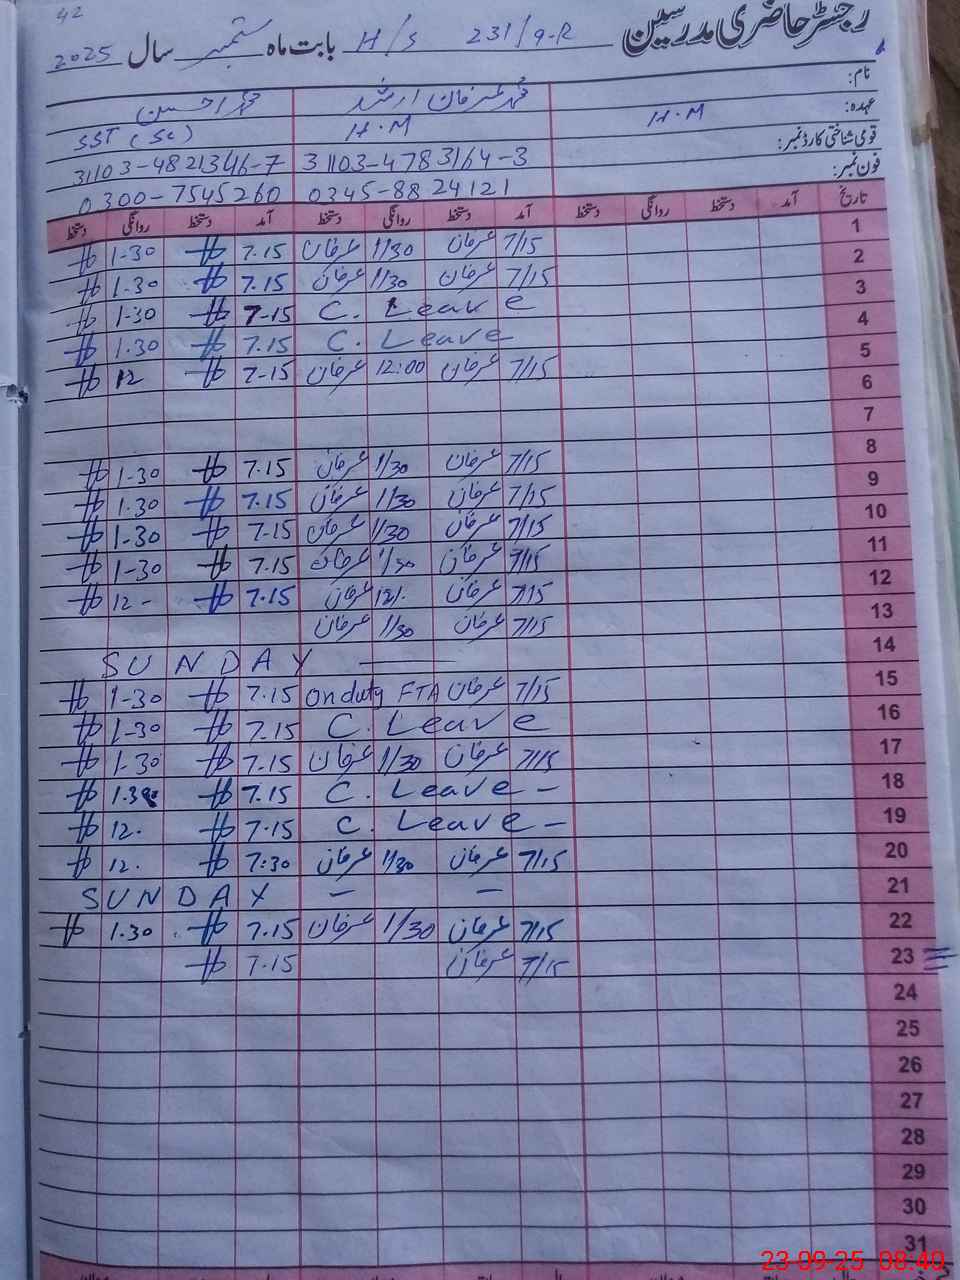 42
رجسٹر حاضری مدرسین H/S 231/9-R بابت ماہ ستمبر سال 2025
نام: محمد عرفان ارشد محمد احسن
عہدہ: H.M H.M SST (Sc)
قومی شناختی کارڈ نمبر: 31103-4783164-3 31103-4821346-7
فون نمبر: 0345-8824121 0300-7545260
تاریخ آمد دستخط روانگی دستخط آمد دستخط روانگی دستخط آمد دستخط روانگی دستخط
1 7/15 عرفان 1/30 عرفان 7.15 1-30
2 7/15 عرفان 1/30 عرفان 7.15 1-30
3 C. Leave 7-15 1-30
4 C. Leave 7.15 1.30
5 7/15 عرفان 12:00 عرفان 7-15 12
6
7
8 7/15 عرفان 1/30 عرفان 7.15 1-30
9 7/15 عرفان 1/30 عرفان 7.15 1-30
10 7/15 عرفان 1/30 عرفان 7-15 1-30
11 7/15 عرفان 1/30 عرفان 7.15 1-30
12 7/15 عرفان 12/. عرفان 7.15 12-
13 7/15 عرفان 1/30 عرفان
14 SUNDAY
15 7/15 عرفان On duty FTA 7.15 1-30
16 C. Leave 7.15 1-30
17 7/15 عرفان 1/30 عرفان 7.15 1.30
18 C. Leave - 7.15 1.30
19 C. Leave - 7.15 12.
20 7/15 عرفان 1/30 عرفان 7:30 12.
21 SUNDAY - -
22 7/15 عرفان 1/30 عرفان 7.15 1.30
23 7/15 عرفان 7.15
24
25
26
27
28
29
30
31
23-09-25 08:40